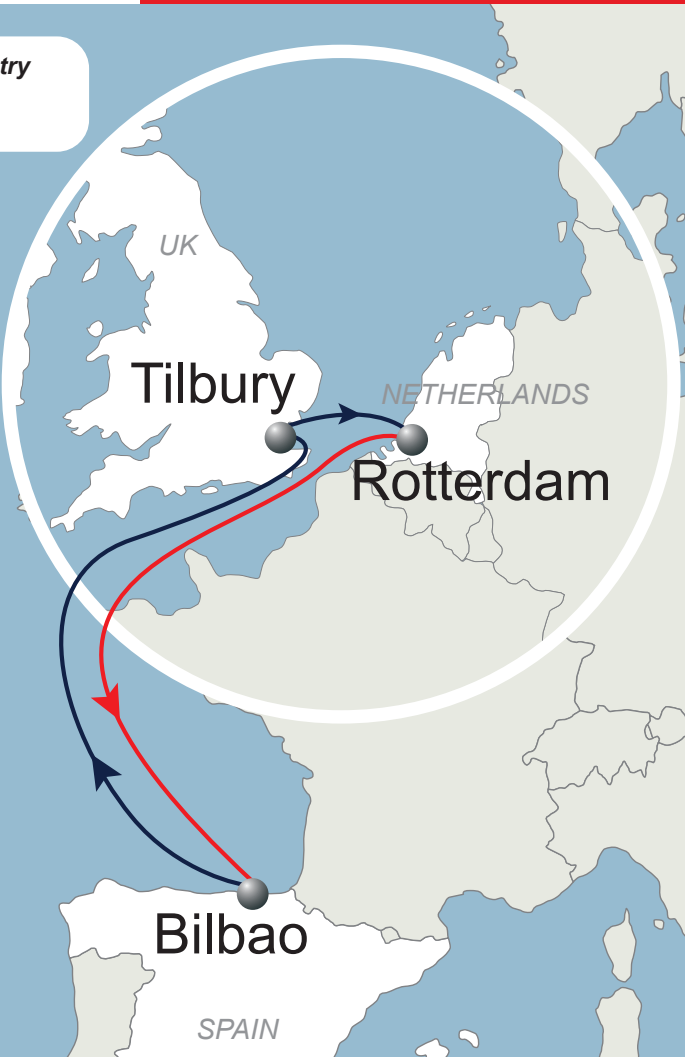 try
UK
Tilbury
NETHERLANDS
Rotterdam
Bilbao
SPAIN